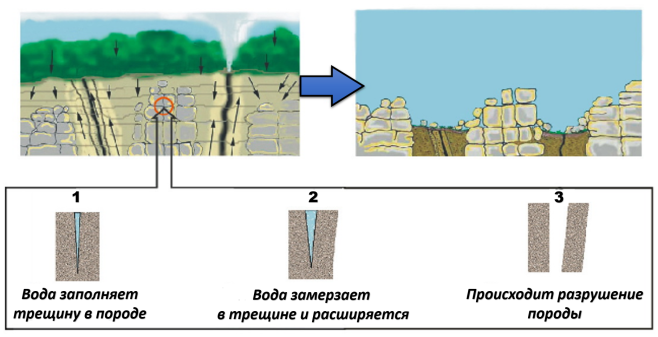 1
Вода заполняет
трещину в породе
2
Вода замерзает
в трещине и расширяется
3
Происходит разрушение
породы